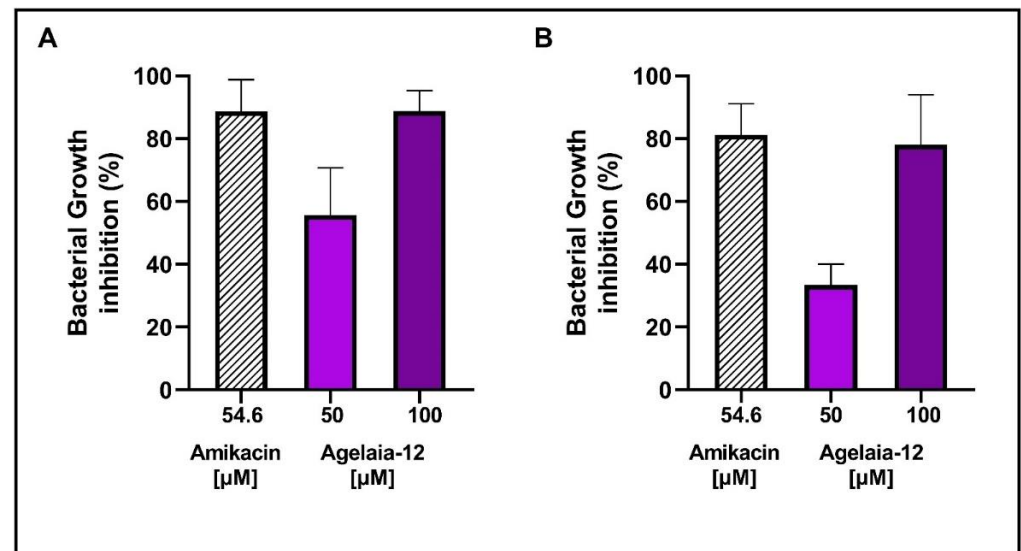 A
Bacterial Growth
inhibition (%)
100
80
60
40
20
0
54.6
50
100
Amikacin
[µM]
Agelaia-12
[µM]
B
Bacterial Growth
inhibition (%)
100
80
60
40
20
0
54.6
50
100
Amikacin
[µM]
Agelaia-12
[µM]